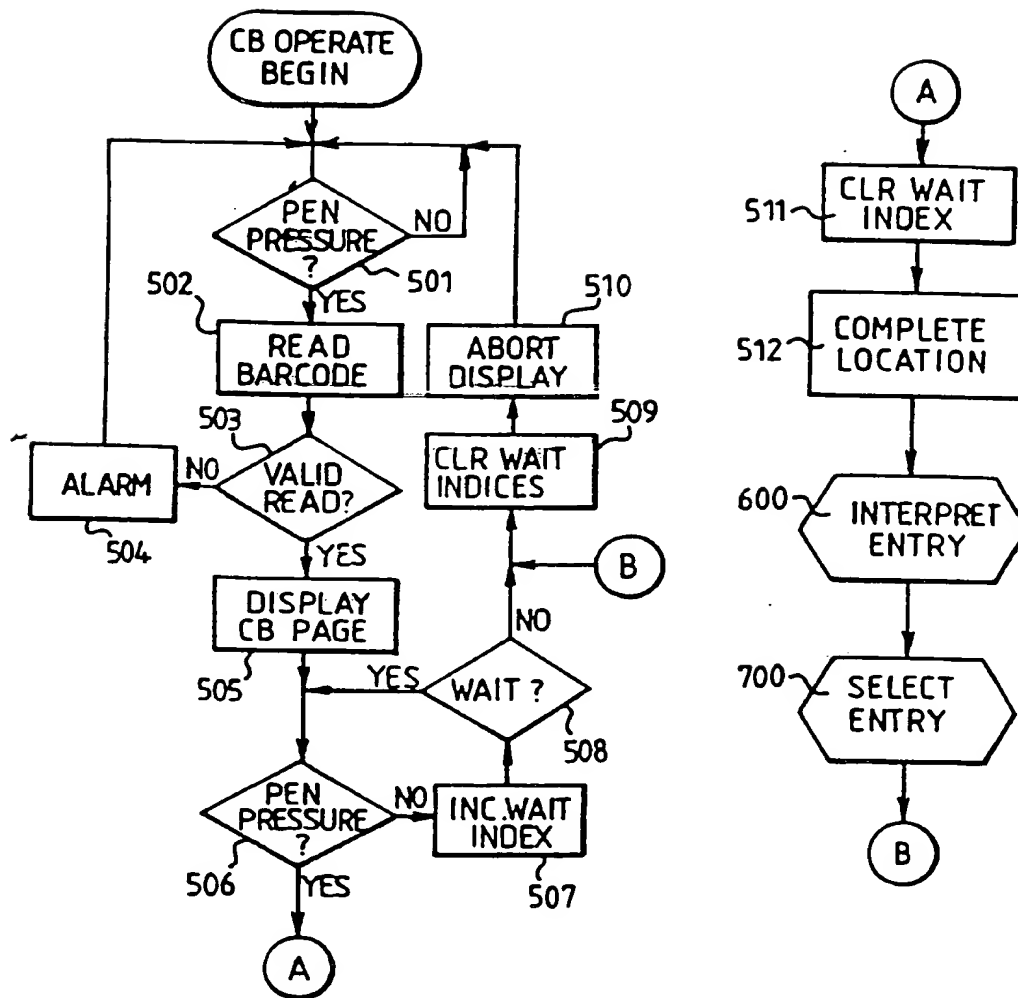 CB OPERATE
BEGIN
PEN
PRESSURE
?
NO
501
YES
502
READ
BARCODE
503
VALID
READ?
NO
ALARM
504
YES
DISPLAY
CB PAGE
505
PEN
PRESSURE
?
506
NO
YES
A
INC.WAIT
INDEX
507
WAIT ?
508
YES
NO
B
CLR WAIT
INDICES
509
ABORT
DISPLAY
510
A
511
CLR WAIT
INDEX
512
COMPLETE
LOCATION
600
INTERPRET
ENTRY
700
SELECT
ENTRY
B